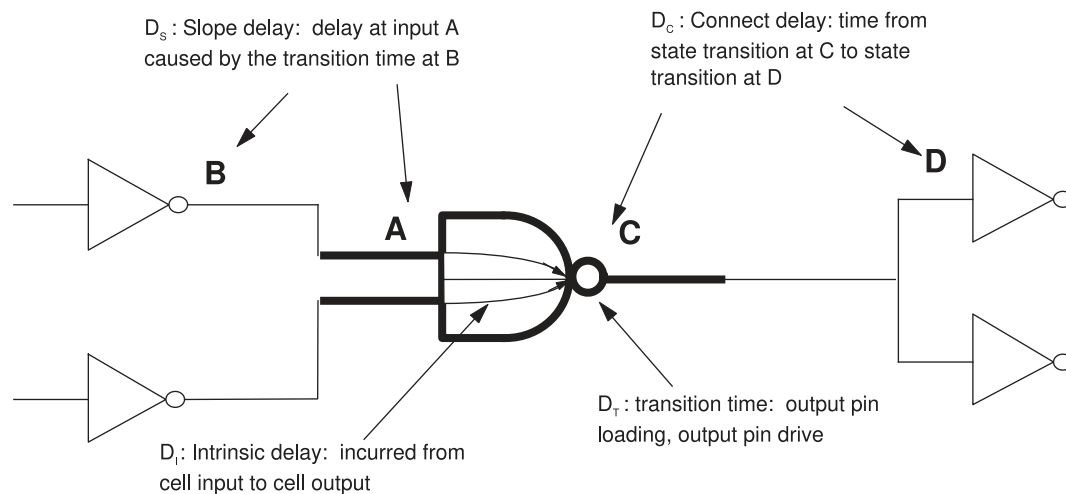 D_S : Slope delay: delay at input A
caused by the transition time at B
D_C : Connect delay: time from
state transition at C to state
transition at D
B
D
A
C
D_T : transition time: output pin
loading, output pin drive
D_I : Intrinsic delay: incurred from
cell input to cell output